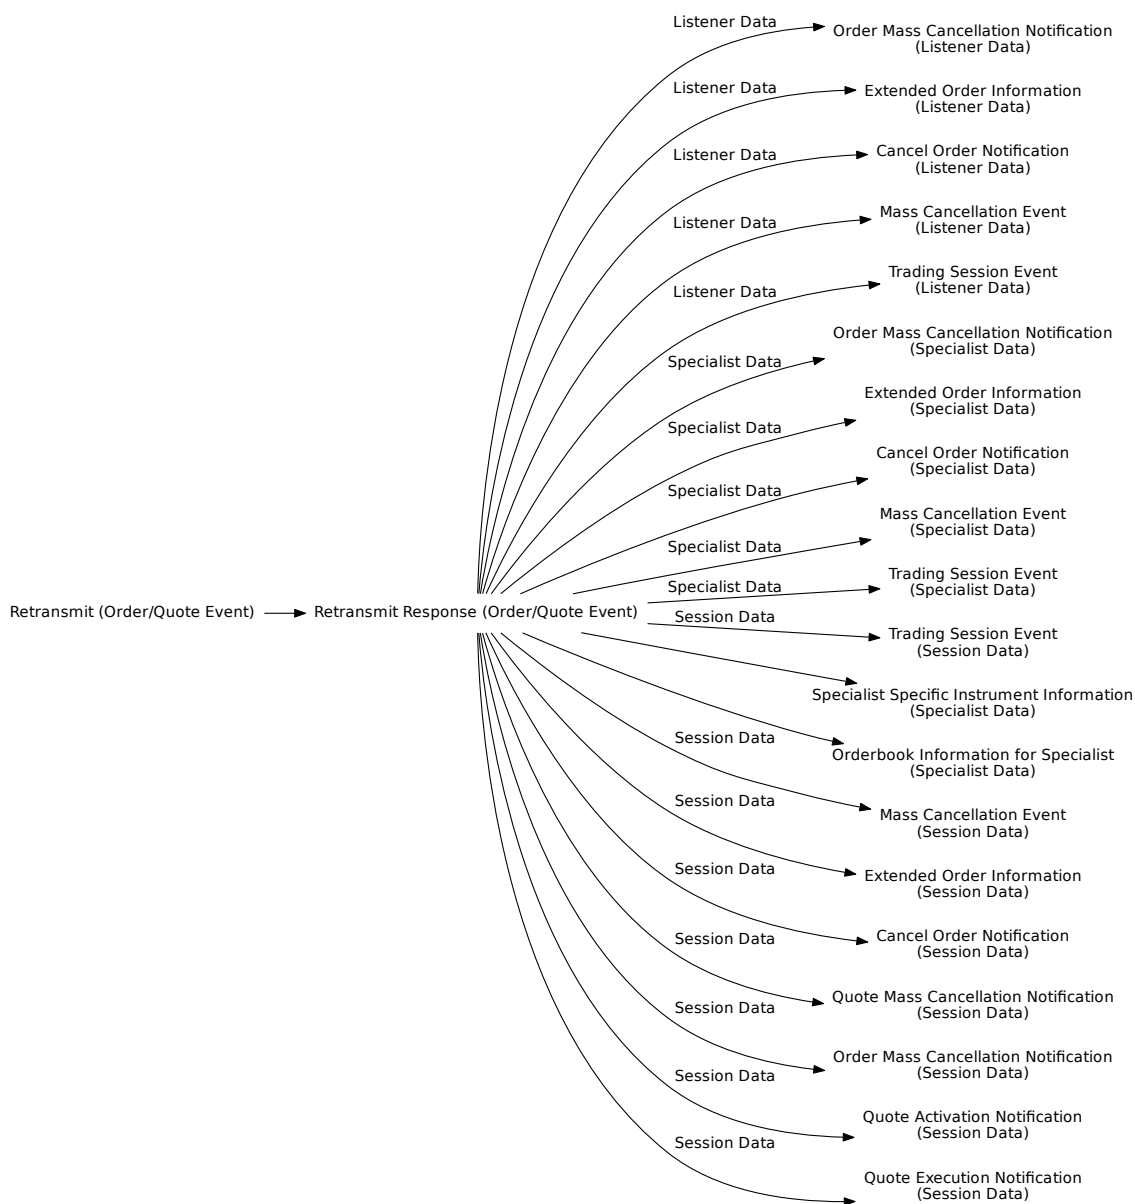 Listener Data
Order Mass Cancellation Notification
(Listener Data)
Listener Data
Extended Order Information
(Listener Data)
Listener Data
Cancel Order Notification
(Listener Data)
Listener Data
Mass Cancellation Event
(Listener Data)
Listener Data
Trading Session Event
(Listener Data)
Specialist Data
Order Mass Cancellation Notification
(Specialist Data)
Specialist Data
Extended Order Information
(Specialist Data)
Specialist Data
Cancel Order Notification
(Specialist Data)
Specialist Data
Mass Cancellation Event
(Specialist Data)
Specialist Data
Trading Session Event
(Specialist Data)
Retransmit (Order/Quote Event)
Retransmit Response (Order/Quote Event)
Session Data
Trading Session Event
(Session Data)
Specialist Specific Instrument Information
(Specialist Data)
Orderbook Information for Specialist
(Specialist Data)
Session Data
Mass Cancellation Event
(Session Data)
Session Data
Extended Order Information
(Session Data)
Session Data
Cancel Order Notification
(Session Data)
Session Data
Quote Mass Cancellation Notification
(Session Data)
Session Data
Order Mass Cancellation Notification
(Session Data)
Session Data
Quote Activation Notification
(Session Data)
Session Data
Quote Execution Notification
(Session Data)